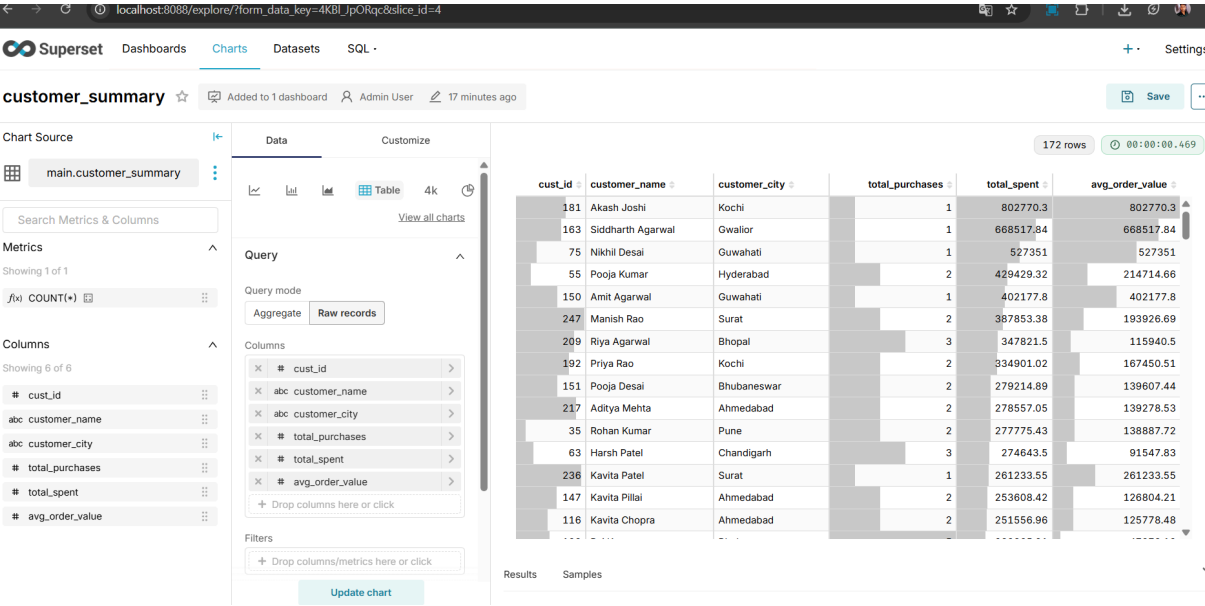 localhost:8088/explore/?form_data_key=4KBl_JpORqc&slice_id=4
Superset Dashboards Charts Datasets SQL
+ Settings
customer_summary Added to 1 dashboard Admin User 17 minutes ago Save
Chart Source
main.customer_summary
Search Metrics & Columns
Metrics
Showing 1 of 1
f(x) COUNT(*)
Columns
Showing 6 of 6
# cust_id
abc customer_name
abc customer_city
# total_purchases
# total_spent
# avg_order_value
Data Customize
Table 4k
View all charts
Query
Query mode
Aggregate Raw records
Columns
× # cust_id
× abc customer_name
× abc customer_city
× # total_purchases
× # total_spent
× # avg_order_value
+ Drop columns here or click
Filters
+ Drop columns/metrics here or click
Update chart
172 rows 00:00:00.469
cust_id customer_name customer_city total_purchases total_spent avg_order_value
181 Akash Joshi Kochi 1 802770.3 802770.3
163 Siddharth Agarwal Gwalior 1 668517.84 668517.84
75 Nikhil Desai Guwahati 1 527351 527351
55 Pooja Kumar Hyderabad 2 429429.32 214714.66
150 Amit Agarwal Guwahati 1 402177.8 402177.8
247 Manish Rao Surat 2 387853.38 193926.69
209 Riya Agarwal Bhopal 3 347821.5 115940.5
192 Priya Rao Kochi 2 334901.02 167450.51
151 Pooja Desai Bhubaneswar 2 279214.89 139607.44
217 Aditya Mehta Ahmedabad 2 278557.05 139278.53
35 Rohan Kumar Pune 2 277775.43 138887.72
63 Harsh Patel Chandigarh 3 274643.5 91547.83
236 Kavita Patel Surat 1 261233.55 261233.55
147 Kavita Pillai Ahmedabad 2 253608.42 126804.21
116 Kavita Chopra Ahmedabad 2 251556.96 125778.48
Results Samples